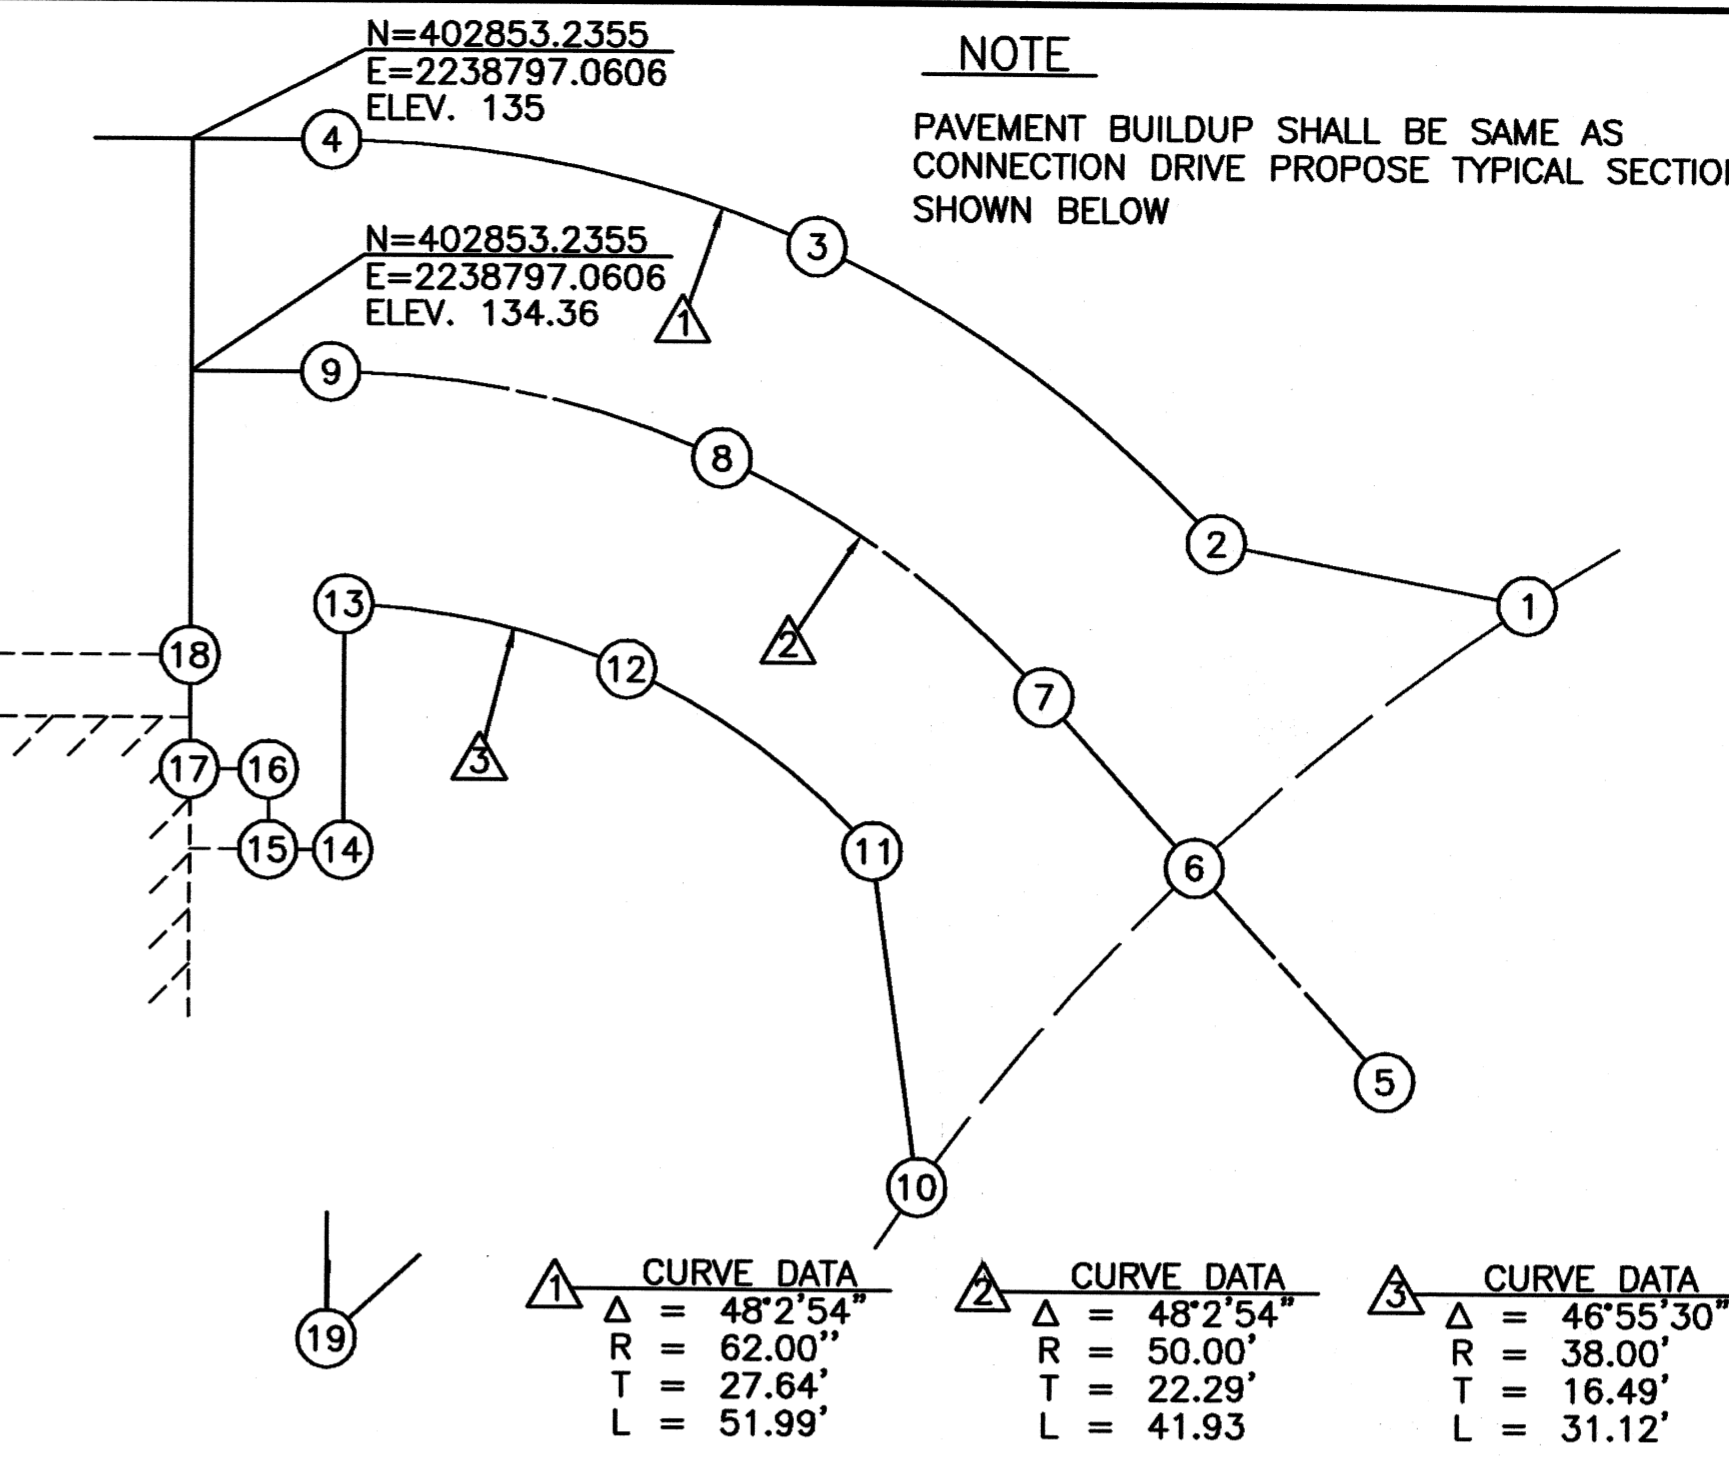 N=402853.2355
E=2238797.0606
ELEV. 135
NOTE
PAVEMENT BUILDUP SHALL BE SAME AS
CONNECTION DRIVE PROPOSE TYPICAL SECTION
SHOWN BELOW
4
3
N=402853.2355
E=2238797.0606
ELEV. 134.36
1
9
8
2
1
13
12
2
18
7
3
17
16
15
14
11
6
5
10
19
1 CURVE DATA
Δ = 48°2'54"
R = 62.00"
T = 27.64'
L = 51.99'
2 CURVE DATA
Δ = 48°2'54"
R = 50.00'
T = 22.29'
L = 41.93
3 CURVE DATA
Δ = 46°55'30"
R = 38.00'
T = 16.49'
L = 31.12'